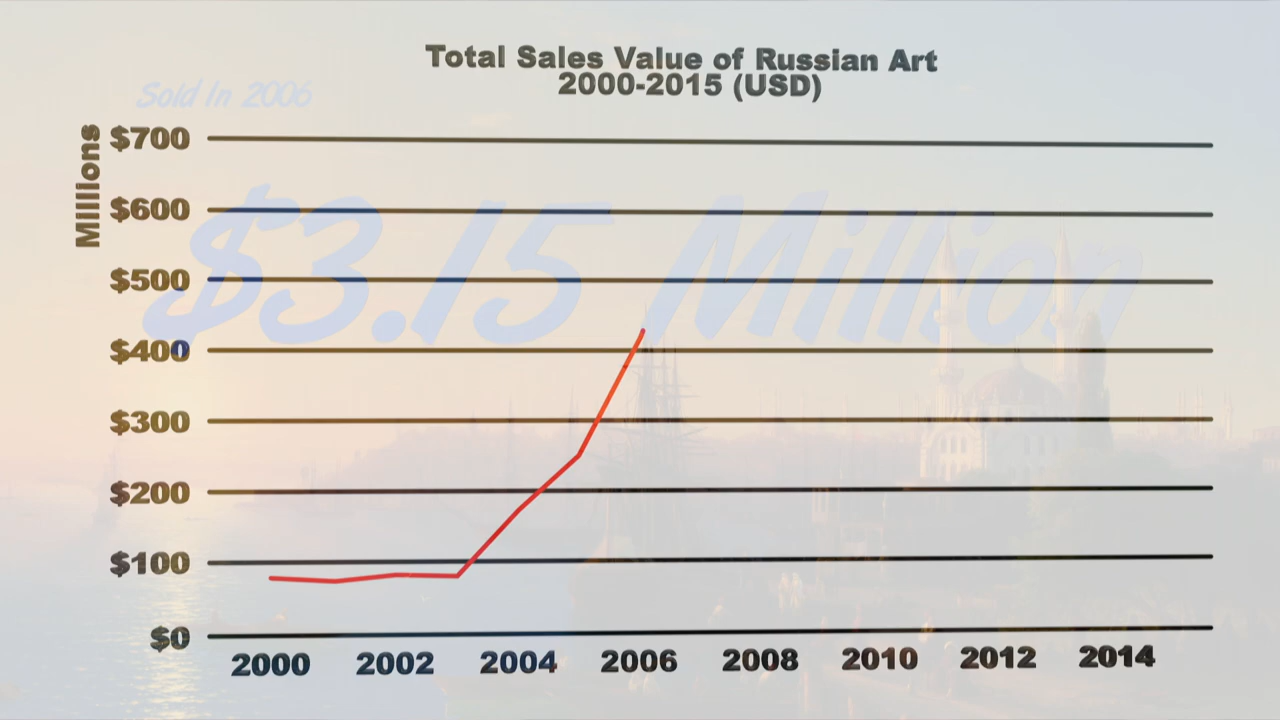 Total Sales Value of Russian Art
2000-2015 (USD)
Sold In 2006
Millions
$700
$600
$3.15 Million
$500
$400
$300
$200
$100
$0
2000 2002 2004 2006 2008 2010 2012 2014